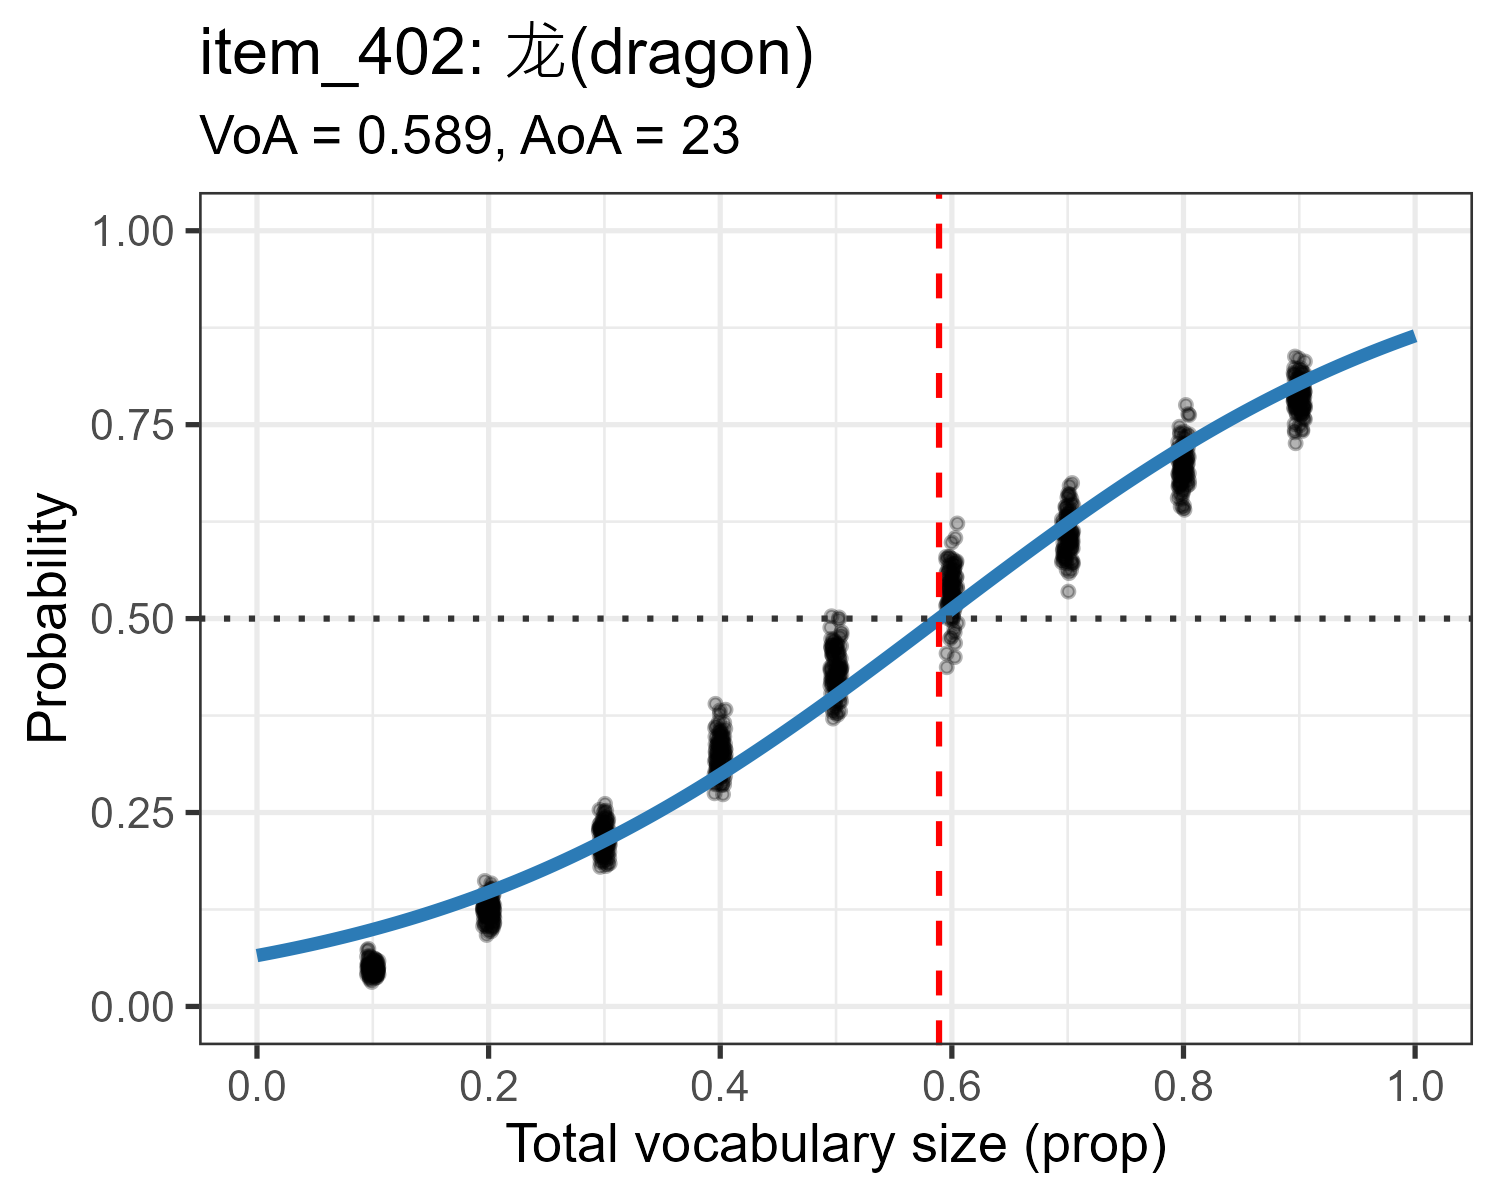 item_402: 龙(dragon)
VoA = 0.589, AoA = 23
Probability
1.00
0.75
0.50
0.25
0.00
0.0 0.2 0.4 0.6 0.8 1.0
Total vocabulary size (prop)